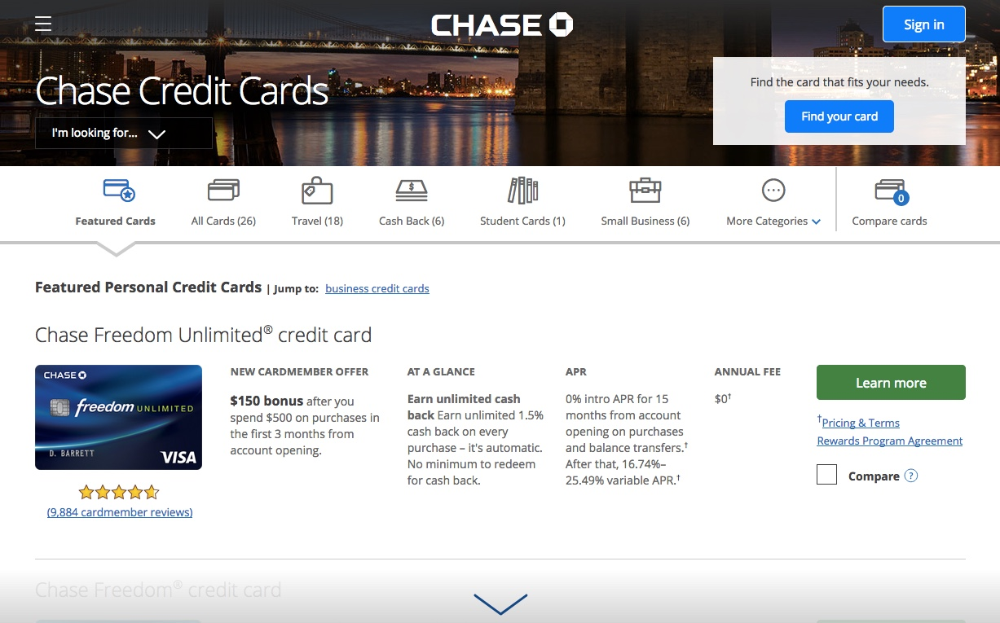 CHASE
Sign in
Chase Credit Cards
I'm looking for...
Find the card that fits your needs.
Find your card
Featured Cards
All Cards (26)
Travel (18)
Cash Back (6)
Student Cards (1)
Small Business (6)
More Categories
0
Compare cards
Featured Personal Credit Cards | Jump to: business credit cards
Chase Freedom Unlimited® credit card
CHASE
freedom UNLIMITED
D. BARRETT
VISA
(9,884 cardmember reviews)
NEW CARDMEMBER OFFER
$150 bonus after you
spend $500 on purchases in
the first 3 months from
account opening.
AT A GLANCE
Earn unlimited cash
back Earn unlimited 1.5%
cash back on every
purchase – it's automatic.
No minimum to redeem
for cash back.
APR
0% intro APR for 15
months from account
opening on purchases
and balance transfers.†
After that, 16.74%–
25.49% variable APR.†
ANNUAL FEE
$0†
Learn more
†Pricing & Terms
Rewards Program Agreement
Compare ?
Chase Freedom® credit card